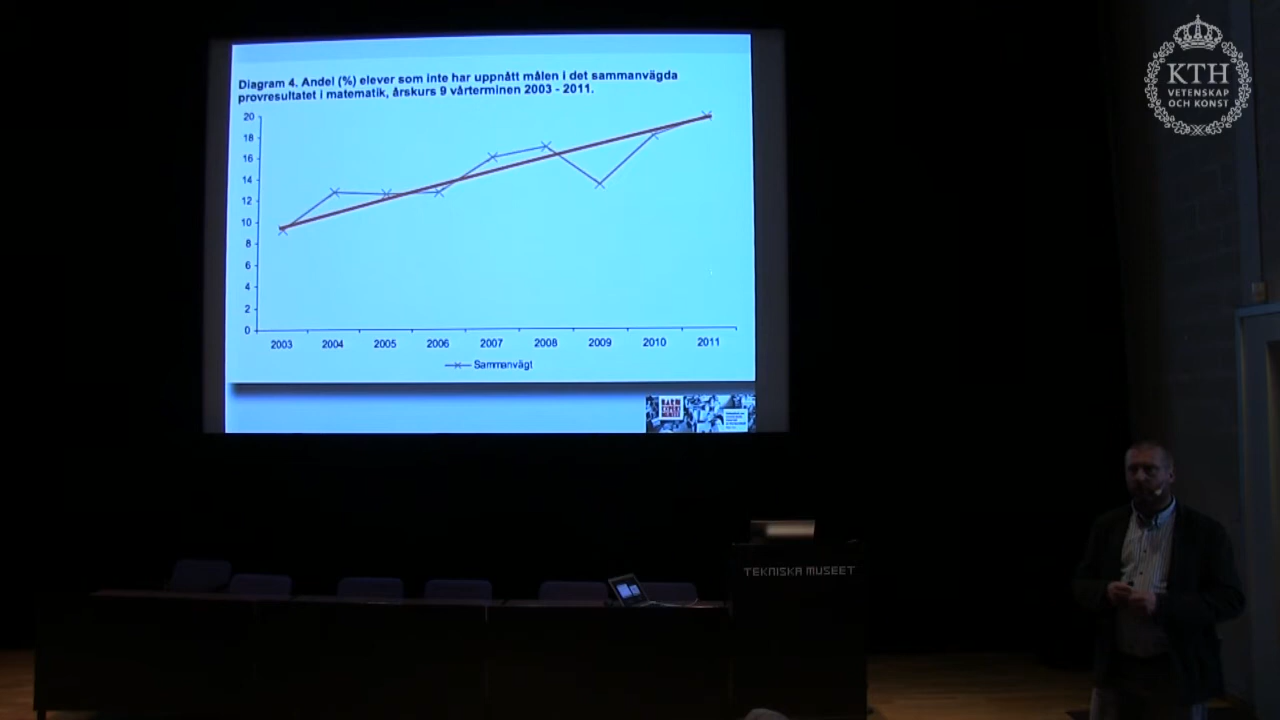 Diagram 4. Andel (%) elever som inte har uppnått målen i det sammanvägda
provresultatet i matematik, årskurs 9 vårterminen 2003 - 2011.
20
18
16
14
12
10
8
6
4
2
0
2003 2004 2005 2006 2007 2008 2009 2010 2011
Sammanvägt
KTH
VETENSKAP
OCH KONST
TEKNISKA MUSEET